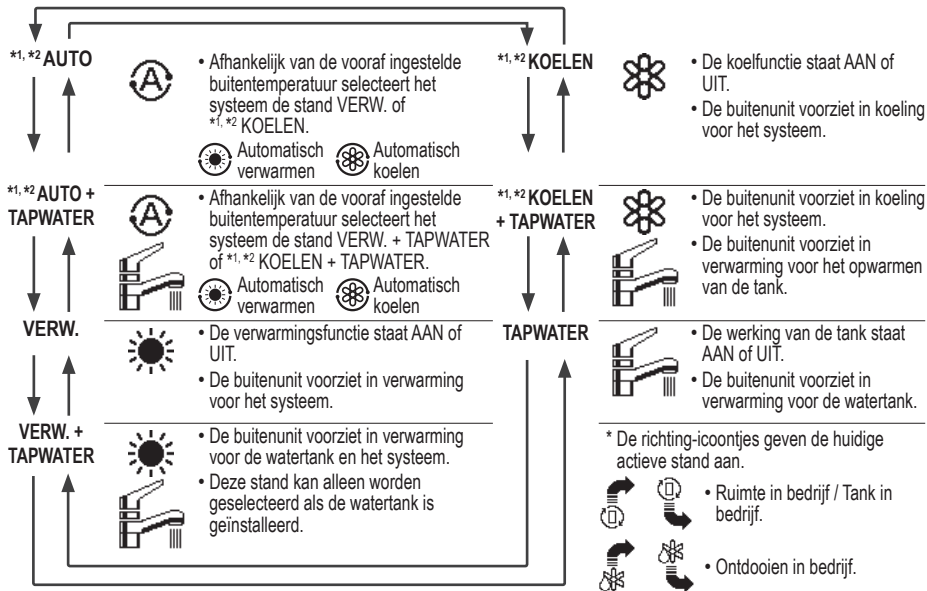 *1, *2 AUTO
• Afhankelijk van de vooraf ingestelde
buitentemperatuur selecteert het
systeem de stand VERW. of
*1, *2 KOELEN.
Automatisch
verwarmen
Automatisch
koelen
*1, *2 AUTO +
TAPWATER
• Afhankelijk van de vooraf ingestelde
buitentemperatuur selecteert het
systeem de stand VERW. + TAPWATER
of *1, *2 KOELEN + TAPWATER.
Automatisch
verwarmen
Automatisch
koelen
VERW.
• De verwarmingsfunctie staat AAN of
UIT.
• De buitenunit voorziet in verwarming
voor het systeem.
VERW. +
TAPWATER
• De buitenunit voorziet in verwarming
voor de watertank en het systeem.
• Deze stand kan alleen worden
geselecteerd als de watertank is
geïnstalleerd.
*1, *2 KOELEN
• De koelfunctie staat AAN of
UIT.
• De buitenunit voorziet in koeling
voor het systeem.
*1, *2 KOELEN
+ TAPWATER
• De buitenunit voorziet in koeling
voor het systeem.
• De buitenunit voorziet in
verwarming voor het opwarmen
van de tank.
TAPWATER
• De werking van de tank staat
AAN of UIT.
• De buitenunit voorziet in
verwarming voor de watertank.
* De richting-icoontjes geven de huidige
actieve stand aan.
• Ruimte in bedrijf / Tank in
bedrijf.
• Ontdooien in bedrijf.